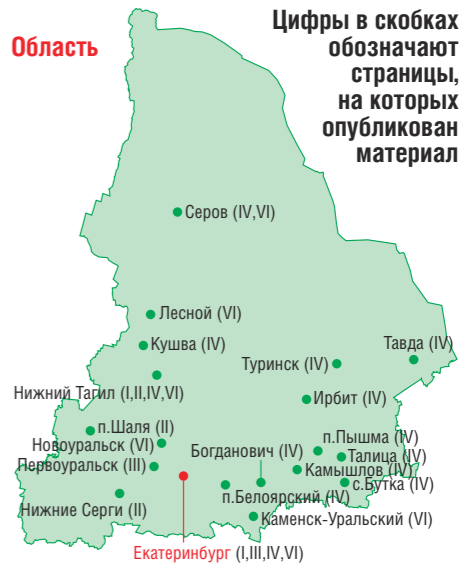 Область
Цифры в скобках
обозначают
страницы,
на которых
опубликован
материал
Серов (IV,VI)
Лесной (VI)
Кушва (IV)
Тавда (IV)
Туринск (IV)
Нижний Тагил (I,II,IV,VI)
Ирбит (IV)
п.Шаля (II)
Новоуральск (VI)
Богданович (IV)
п.Пышма (IV)
Талица (IV)
Первоуральск (III)
Камышлов (IV)
с.Бутка (IV)
Нижние Серги (II)
п.Белоярский (IV)
Каменск-Уральский (VI)
Екатеринбург (I,III,IV,VI)